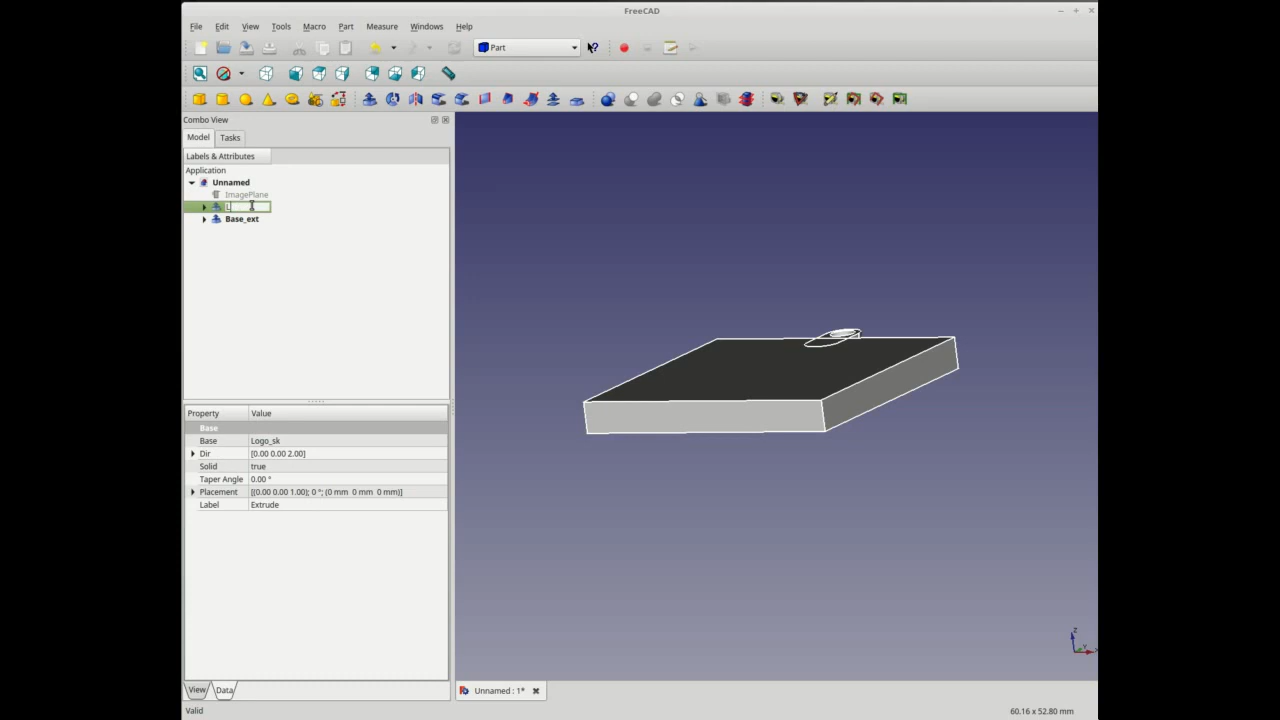 FreeCAD
File Edit View Tools Macro Part Measure Windows Help
Part
Combo View
Model Tasks
Labels & Attributes
Application
Unnamed
ImagePlane
L
Base_ext
Property Value
Base
Base Logo_sk
Dir [0.00 0.00 2.00]
Solid true
Taper Angle 0.00 °
Placement [(0.00 0.00 1.00); 0 °; (0 mm 0 mm 0 mm)]
Label Extrude
Z
Y
View Data
Unnamed : 1*
Valid
60.16 x 52.80 mm